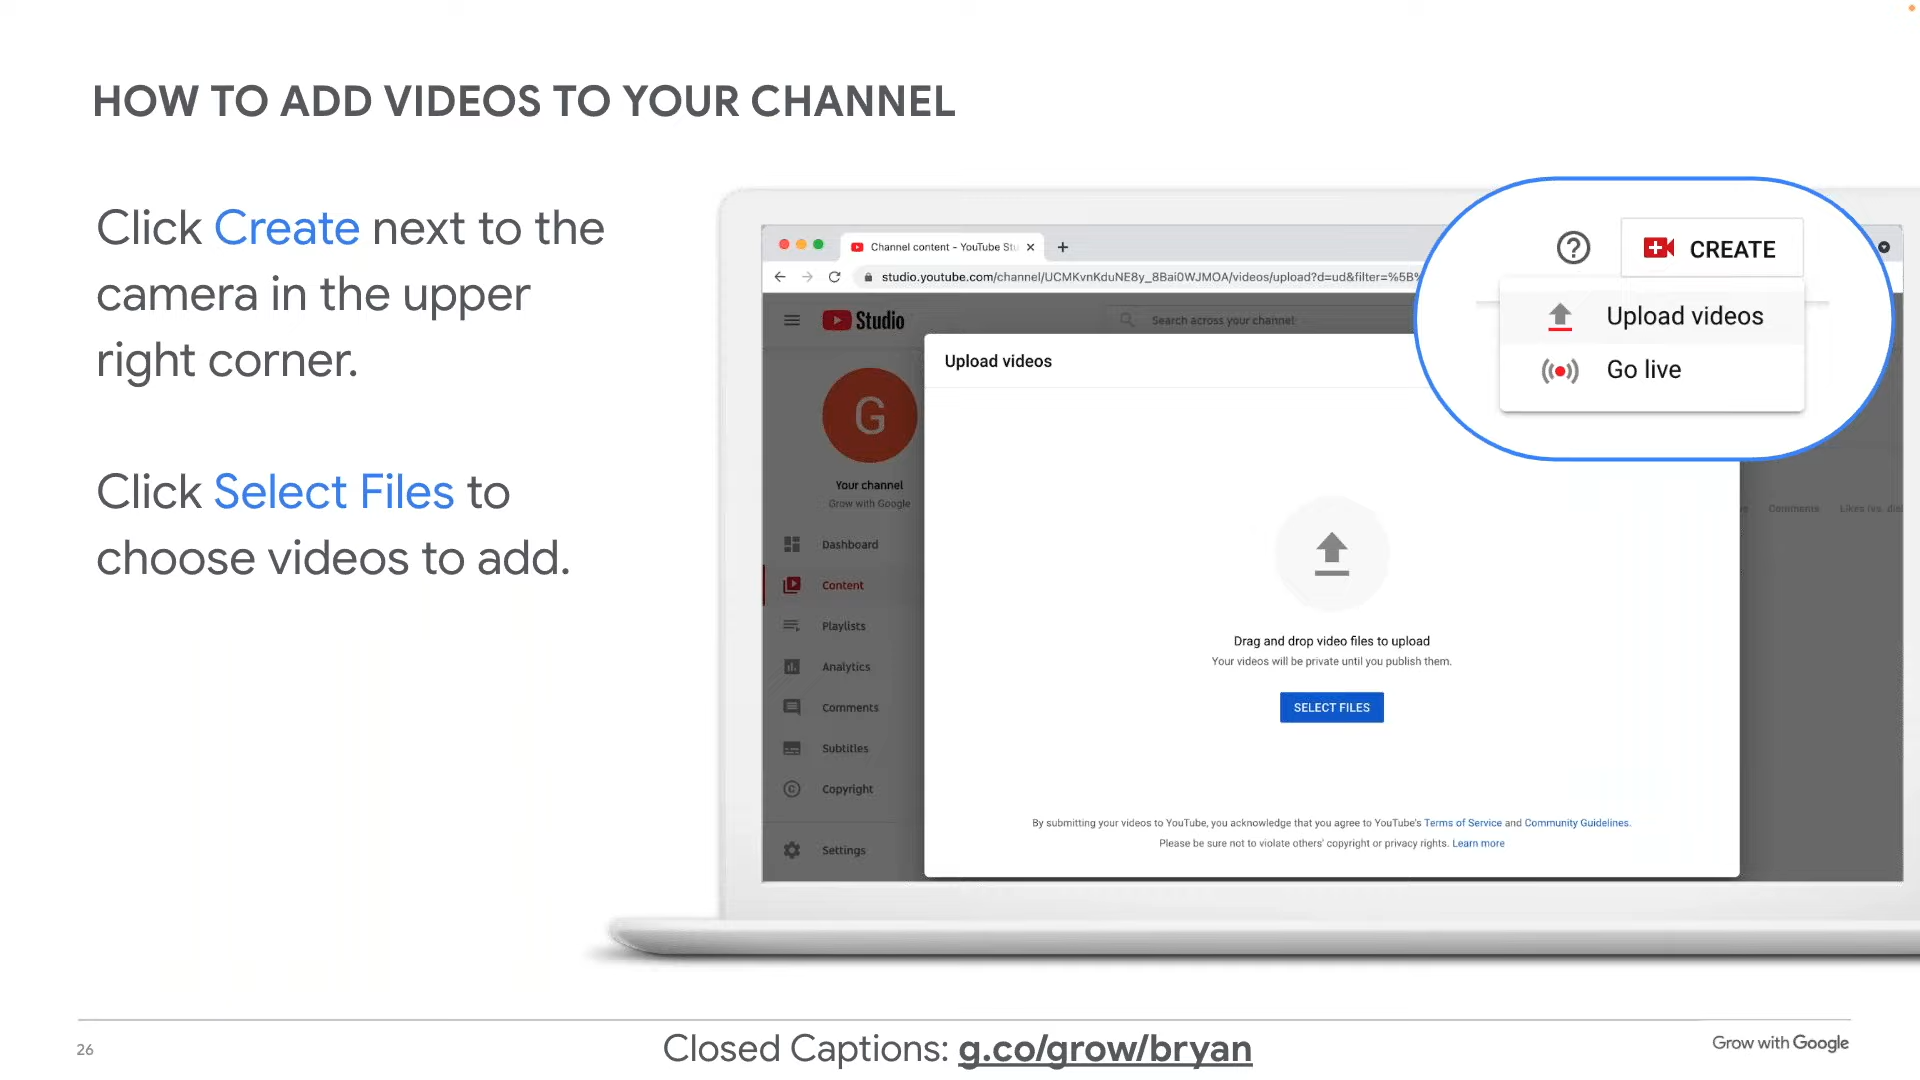 HOW TO ADD VIDEOS TO YOUR CHANNEL
Click Create next to the
camera in the upper
right corner.
Click Select Files to
choose videos to add.
Channel content - YouTube Stu
studio.youtube.com/channel/UCMKvnKduNE8y_8Bai0WJMOA/videos/upload?d=ud&filter=%5B%
CREATE
Upload videos
Go live
Studio
Search across your channel
Upload videos
G
Your channel
Grow with Google
Dashboard
Content
Playlists
Analytics
Comments
Subtitles
Copyright
Settings
Comments
Likes (vs.
Drag and drop video files to upload
Your videos will be private until you publish them.
SELECT FILES
By submitting your videos to YouTube, you acknowledge that you agree to YouTube's Terms of Service and Community Guidelines.
Please be sure not to violate others' copyright or privacy rights. Learn more
26
Closed Captions: g.co/grow/bryan
Grow with Google